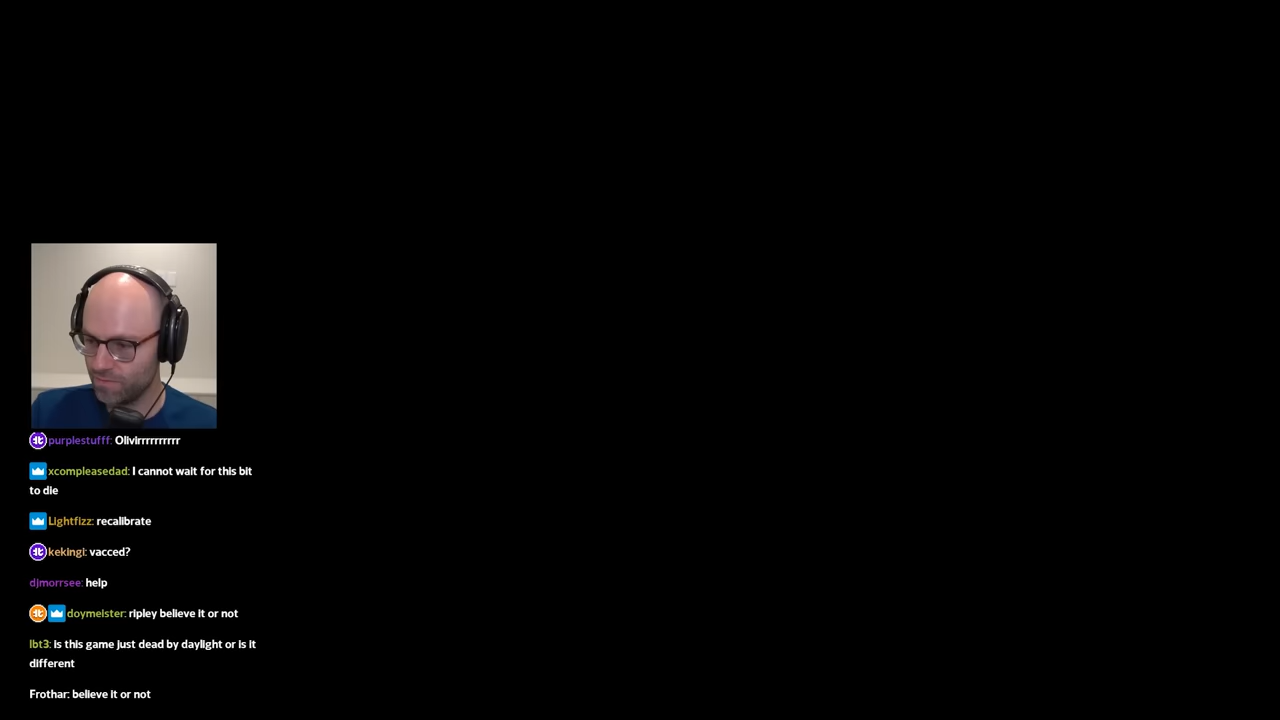 purplestufff: Olivirrrrrrrrrr
xcompleasedad: I cannot wait for this bit
to die
Lightfizz: recalibrate
kekingi: vacced?
djmorrsee: help
doymeister: ripley believe it or not
lbt3: is this game just dead by daylight or is it
different
Frothar: believe it or not